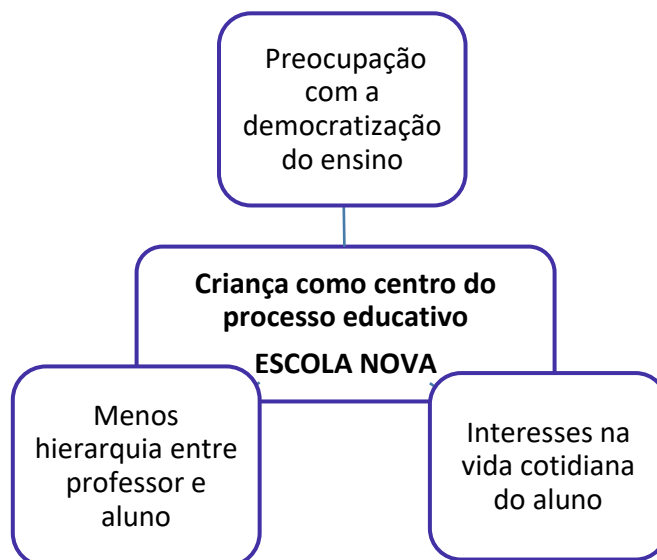 Preocupação
com a
democratização
do ensino
Criança como centro do
processo educativo
ESCOLA NOVA
Menos
hierarquia entre
professor e
aluno
Interesses na
vida cotidiana
do aluno